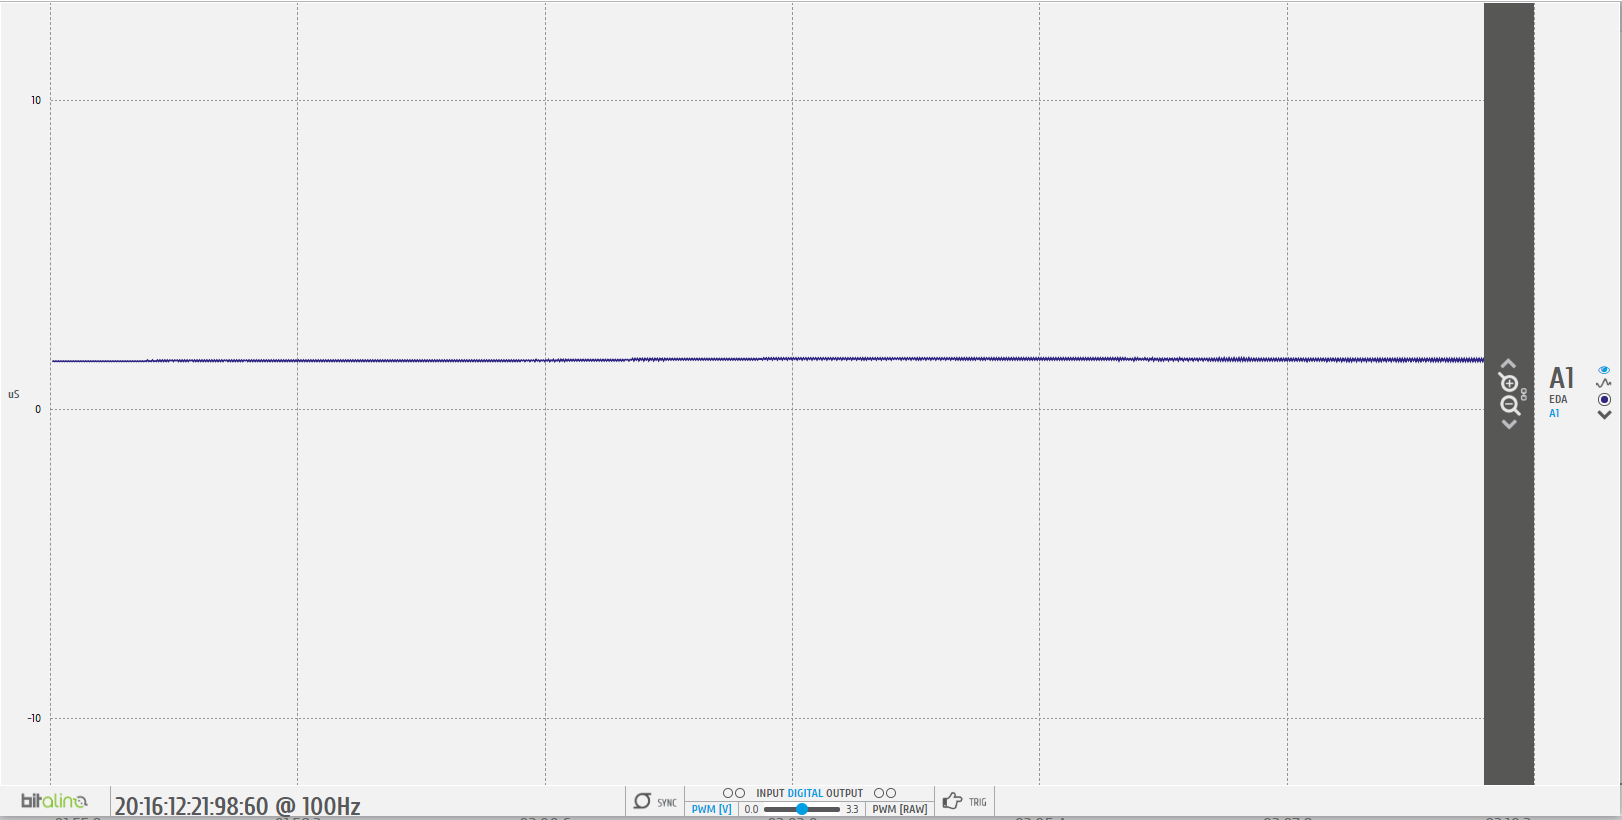 10
uS
0
-10
A1
EDA
A1
bitalino
20:16:12:21:98:60 @ 100Hz
SYNC
INPUT DIGITAL OUTPUT
PWM [V]
0.0
3.3
PWM [RAW]
TRIG